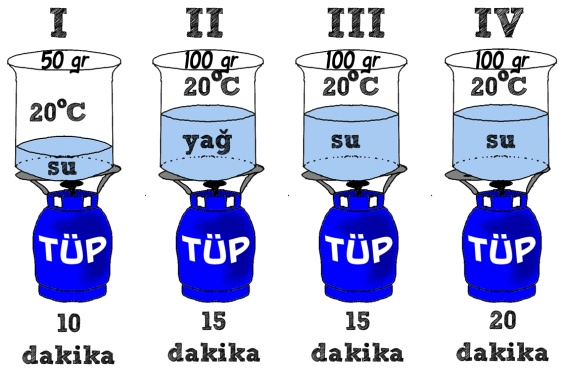 I
50 gr
20°C
su
TÜP
10
dakika
II
100 gr
20°C
yağ
TÜP
15
dakika
III
100 gr
20°C
su
TÜP
15
dakika
IV
100 gr
20°C
su
TÜP
20
dakika